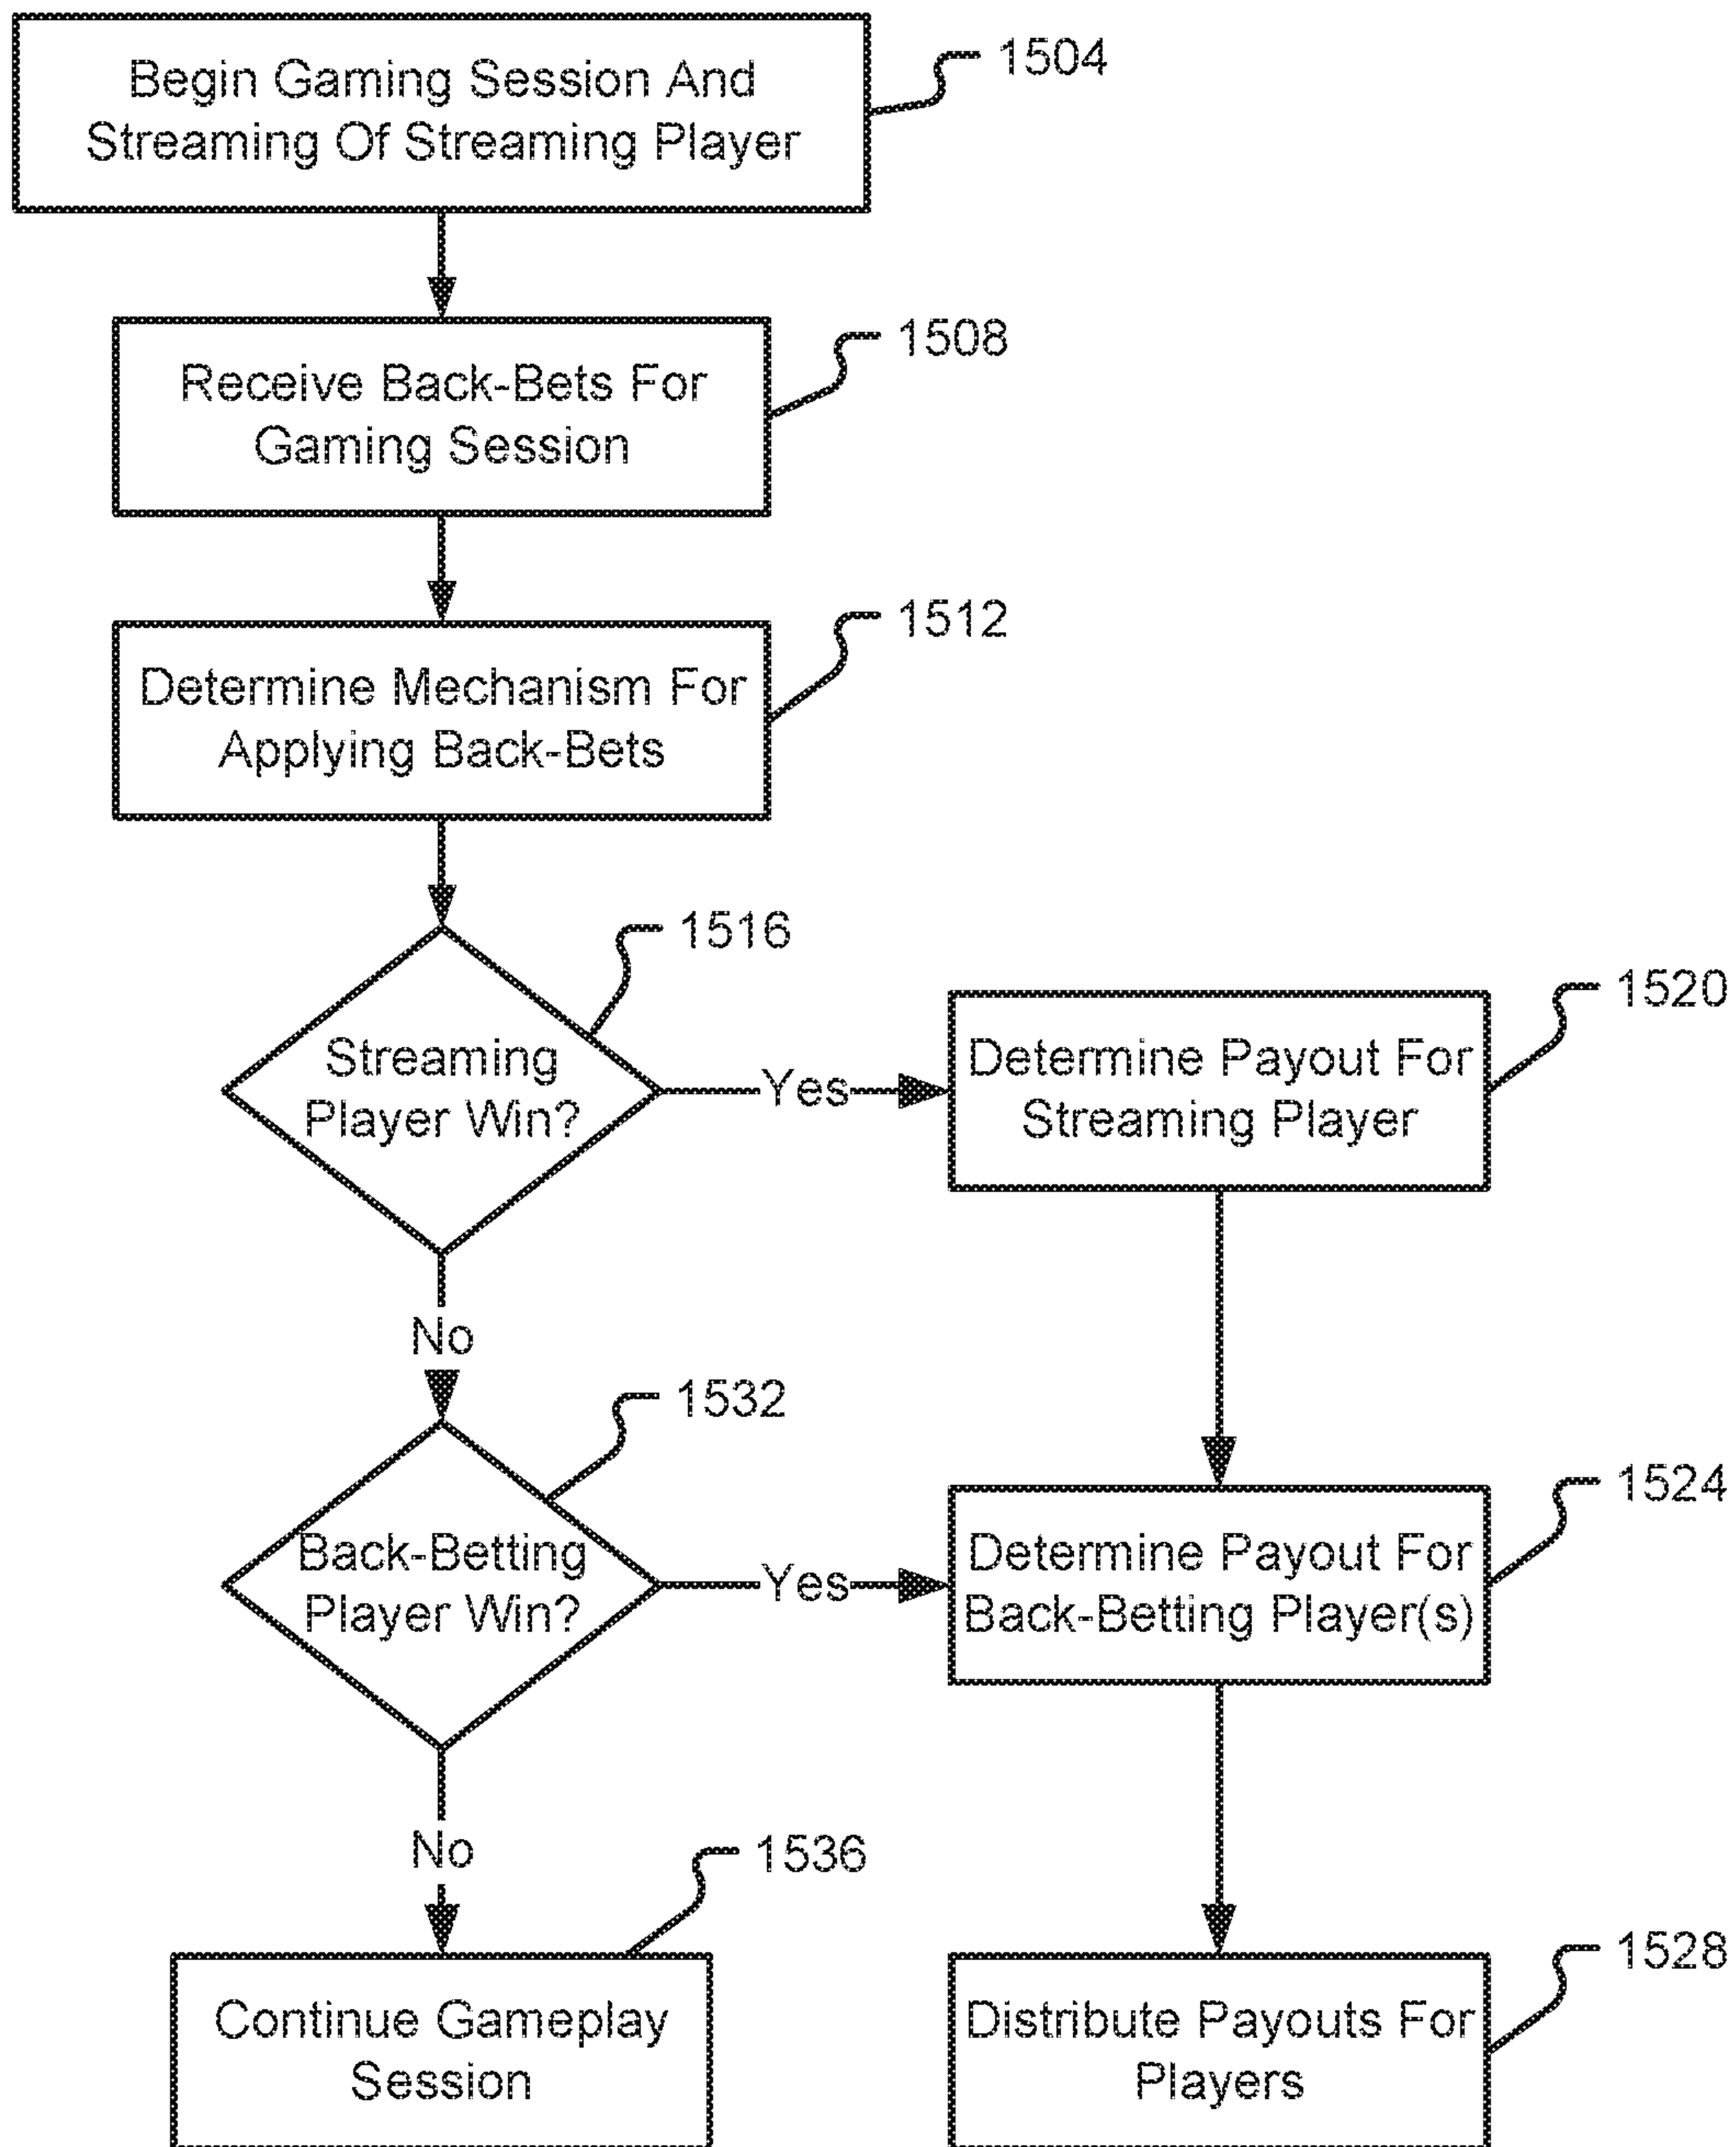 Begin Gaming Session And
Streaming Of Streaming Player
1504
Receive Back-Bets For
Gaming Session
1508
Determine Mechanism For
Applying Back-Bets
1512
Streaming
Player Win?
1516
Yes
Determine Payout For
Streaming Player
1520
No
Back-Betting
Player Win?
1532
Yes
Determine Payout For
Back-Betting Player(s)
1524
No
Continue Gameplay
Session
1536
Distribute Payouts For
Players
1528